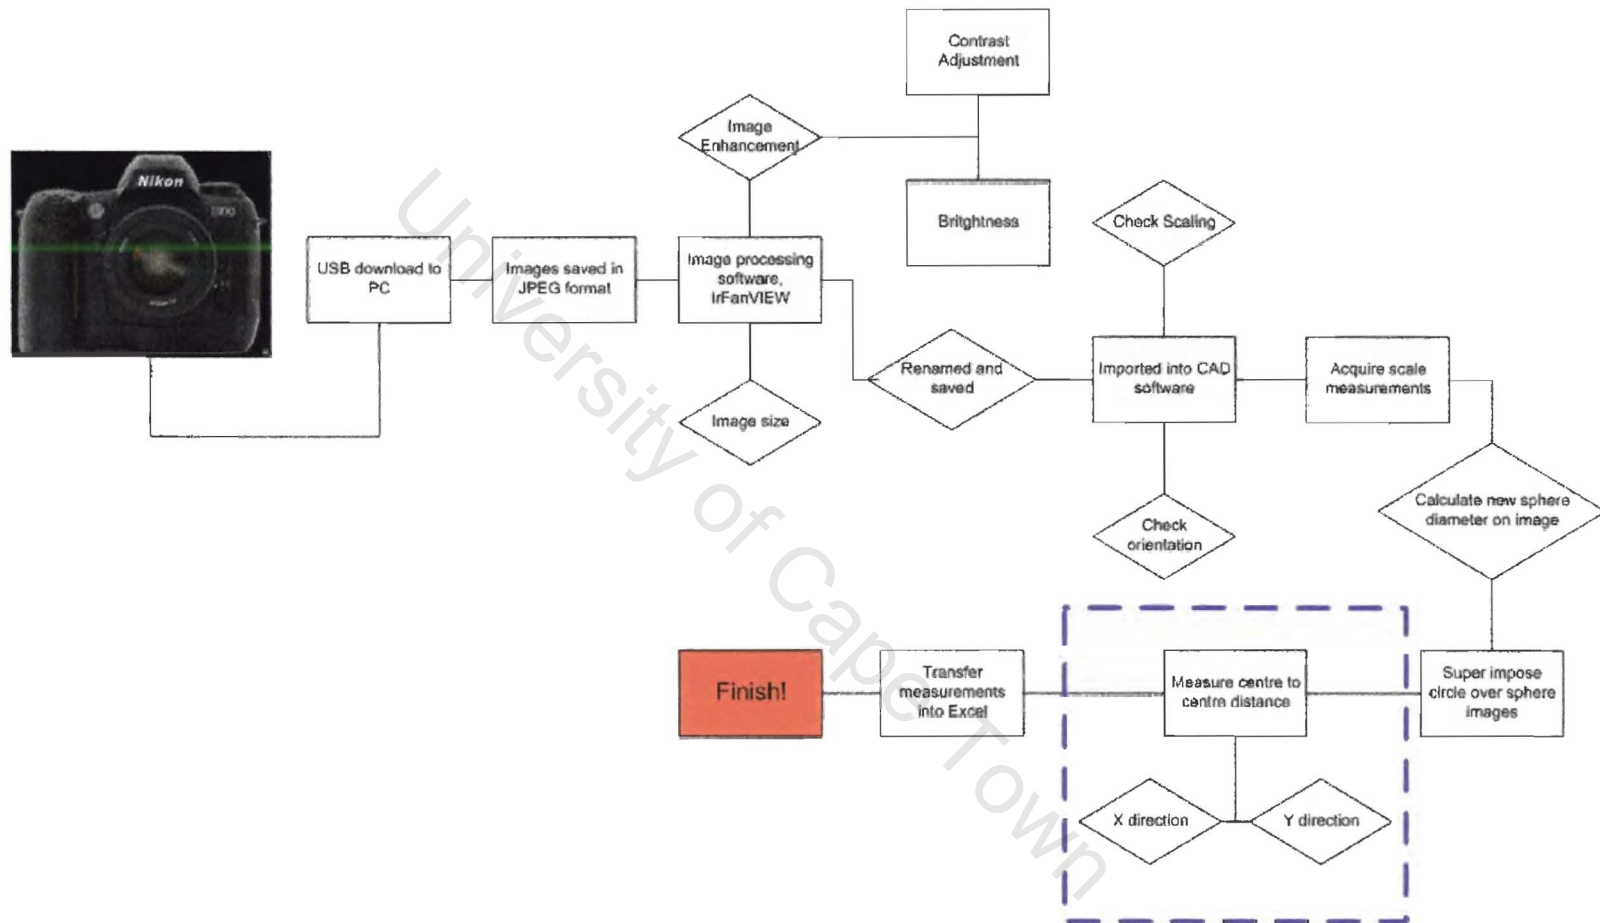 Nikon
USB download to
PC
Images saved in
JPEG format
Image processing
software,
IrFanVIEW
Image
Enhancement
Contrast
Adjustment
Britghtness
Image size
Renamed and
saved
Check Scaling
Imported into CAD
software
Check
orientation
Acquire scale
measurements
Calculate new sphere
diameter on image
Super impose
circle over sphere
images
Measure centre to
centre distance
X direction
Y direction
Transfer
measurements
into Excel
Finish!
University of Cape Town